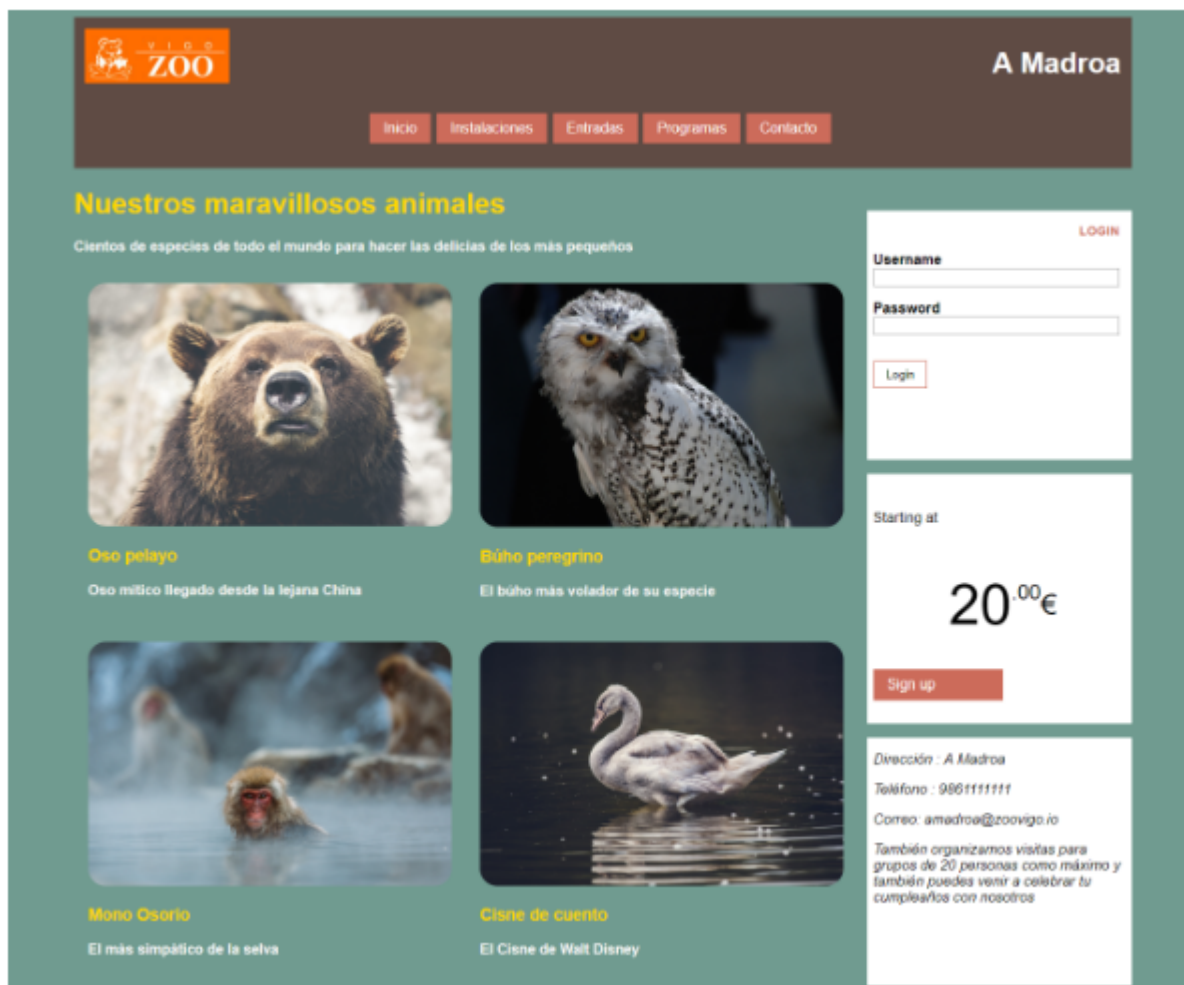 VIGO
ZOO
A Madroa
Inicio
Instalaciones
Entradas
Programas
Contacto
Nuestros maravillosos animales
Cientos de especies de todo el mundo para hacer las delicias de los más pequeños
Oso pelayo
Oso mítico llegado desde la lejana China
Búho peregrino
El búho más volador de su especie
Mono Osorio
El más simpático de la selva
Cisne de cuento
El Cisne de Walt Disney
LOGIN
Username
Password
Login
Starting at
20.00€
Sign up
Dirección : A Madroa
Teléfono : 9861111111
Correo: amadroa@zoovigo.io
También organizamos visitas para
grupos de 20 personas como máximo y
también puedes venir a celebrar tu
cumpleaños con nosotros